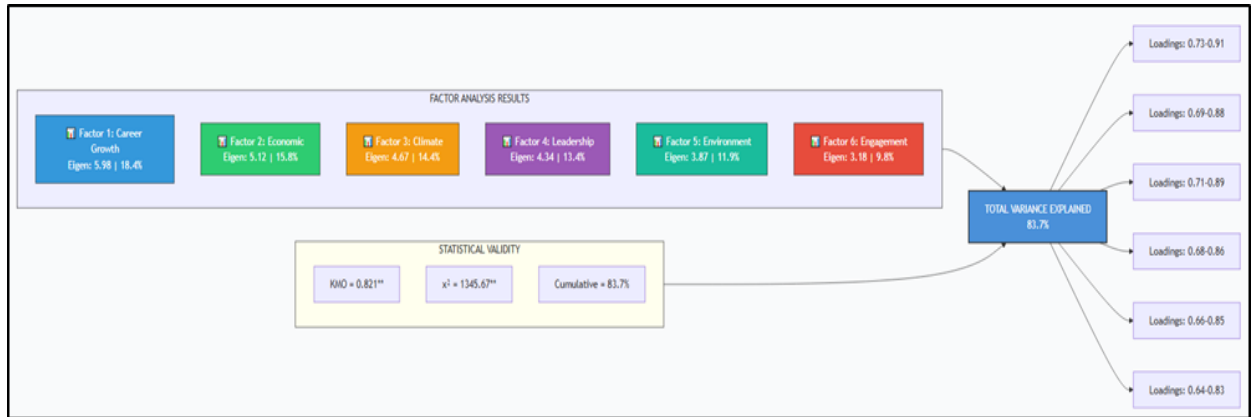 FACTOR ANALYSIS RESULTS
📊 Factor 1: Career
Growth
Eigen: 5.98 | 18.4%
📊 Factor 2: Economic
Eigen: 5.12 | 15.8%
📊 Factor 3: Climate
Eigen: 4.67 | 14.4%
📊 Factor 4: Leadership
Eigen: 4.34 | 13.4%
📊 Factor 5: Environment
Eigen: 3.87 | 11.9%
📊 Factor 6: Engagement
Eigen: 3.18 | 9.8%
STATISTICAL VALIDITY
KMO = 0.821**
x² = 1345.67**
Cumulative = 83.7%
TOTAL VARIANCE EXPLAINED
83.7%
Loadings: 0.73-0.91
Loadings: 0.69-0.88
Loadings: 0.71-0.89
Loadings: 0.68-0.86
Loadings: 0.66-0.85
Loadings: 0.64-0.83